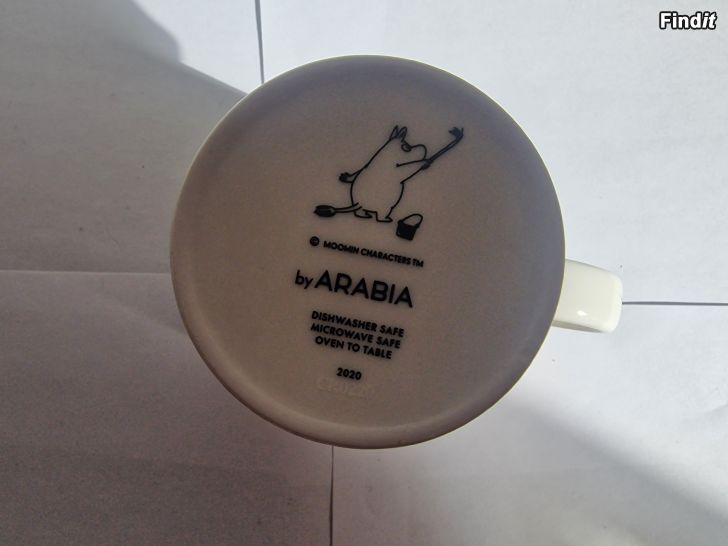 Findit
© MOOMIN CHARACTERS TM
by ARABIA
DISHWASHER SAFE
MICROWAVE SAFE
OVEN TO TABLE
2020